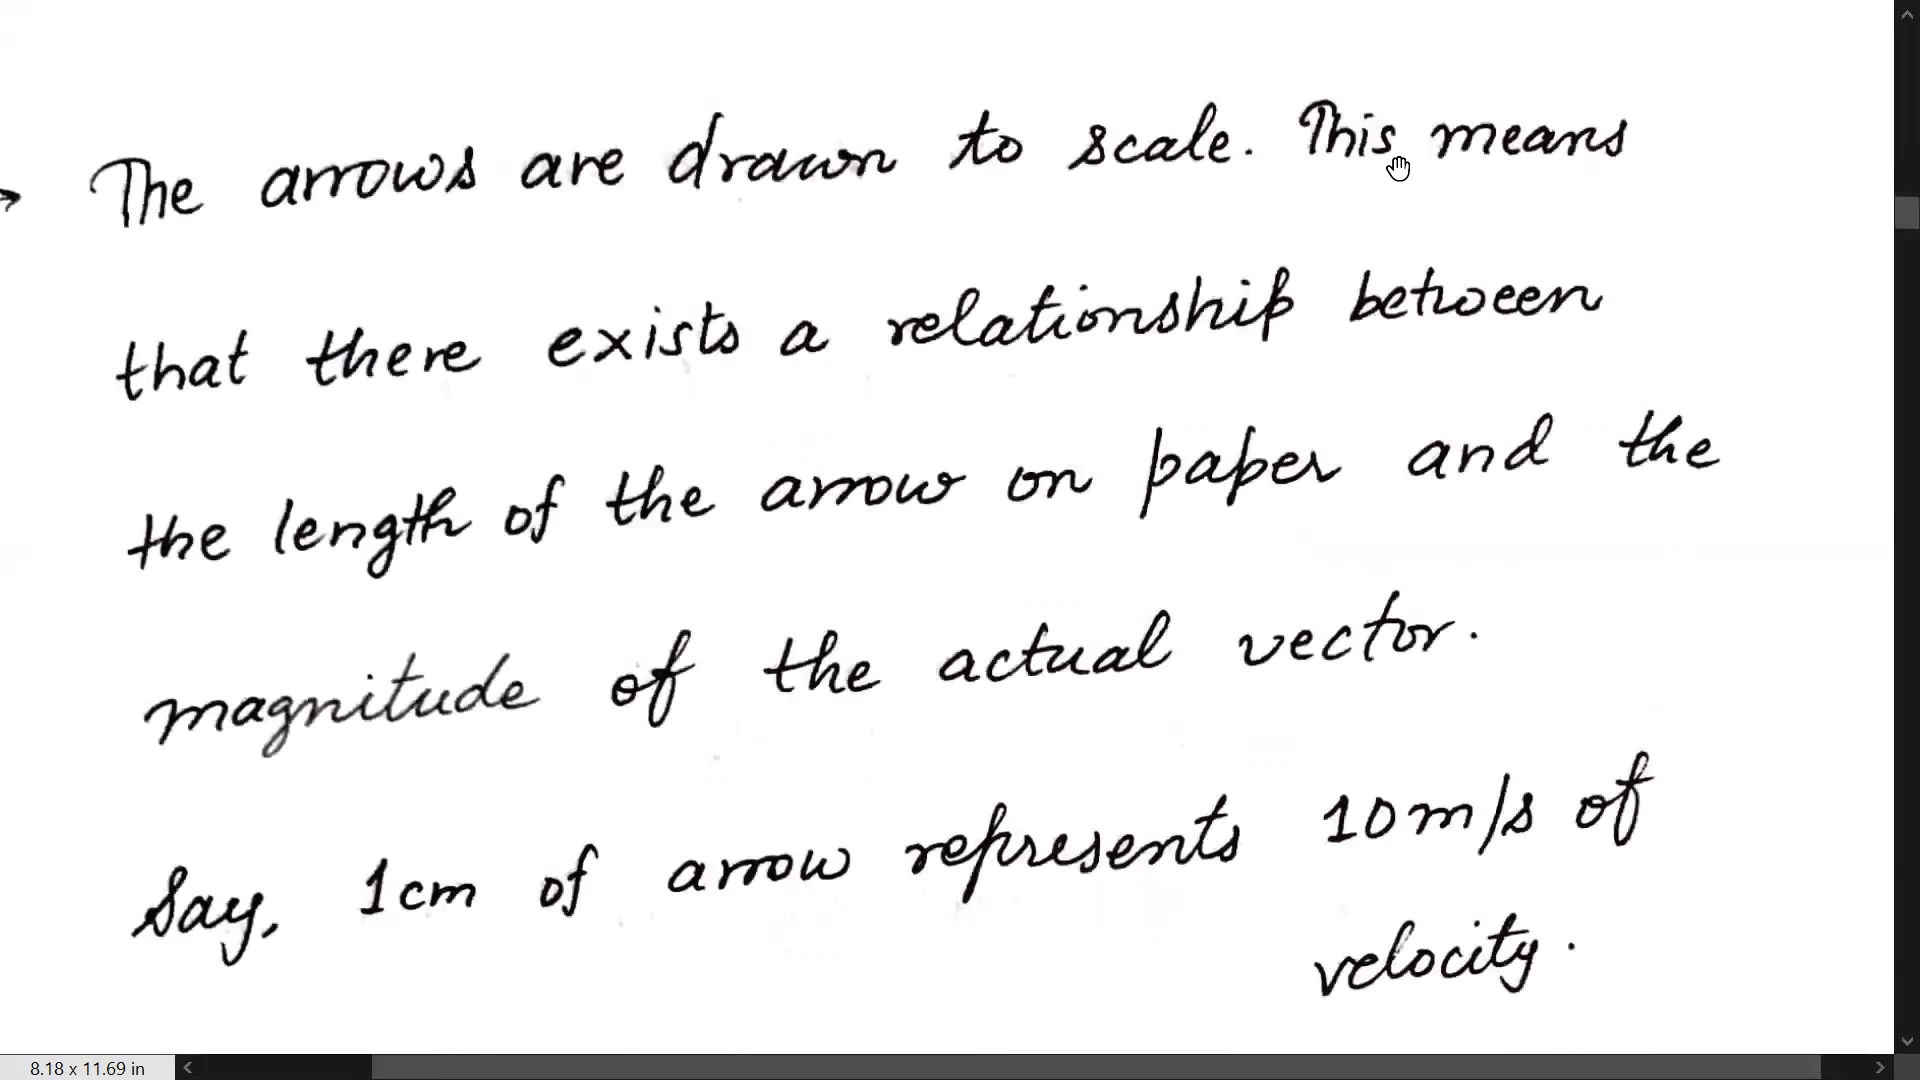 → The arrows are drawn to scale. This means
that there exists a relationship between
the length of the arrow on paper and the
magnitude of the actual vector.
Say, 1cm of arrow represents 10m/s of
velocity.
8.18 x 11.69 in